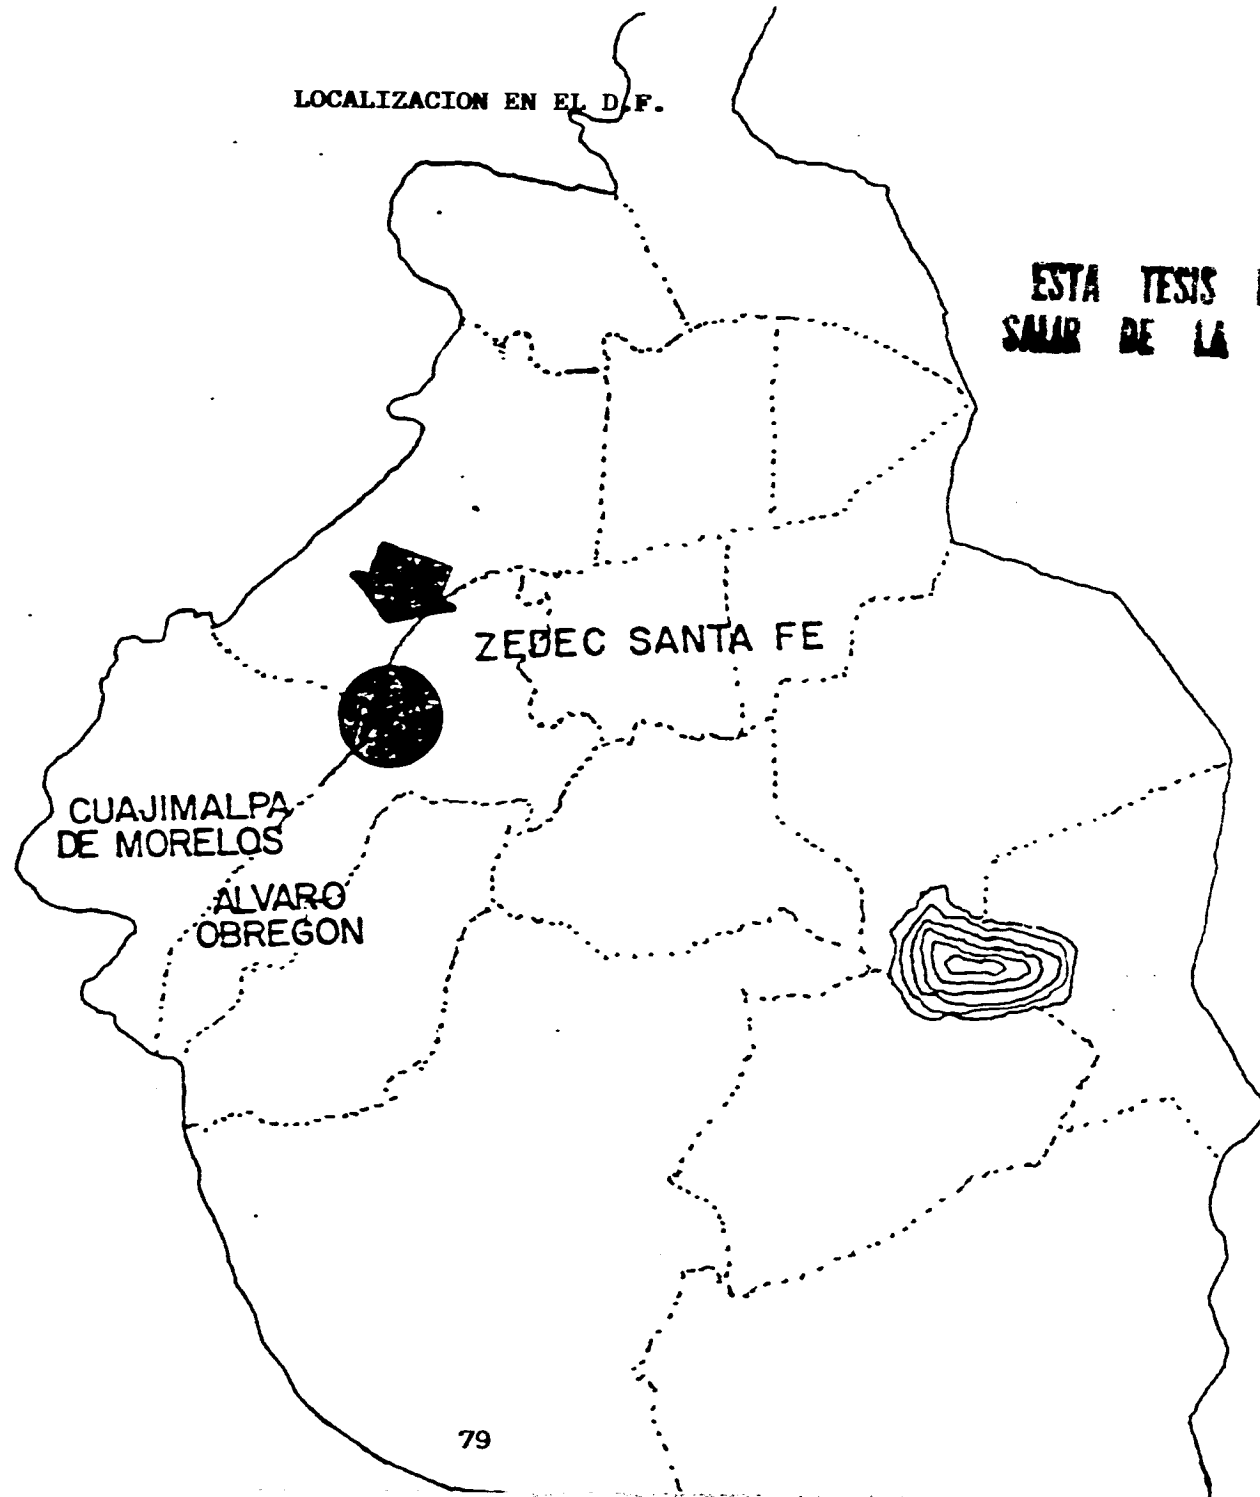 LOCALIZACION EN EL D.F.
ESTA TESIS
SALIR DE LA
ZEDEC SANTA FE
CUAJIMALPA
DE MORELOS
ALVARO
OBREGON
79